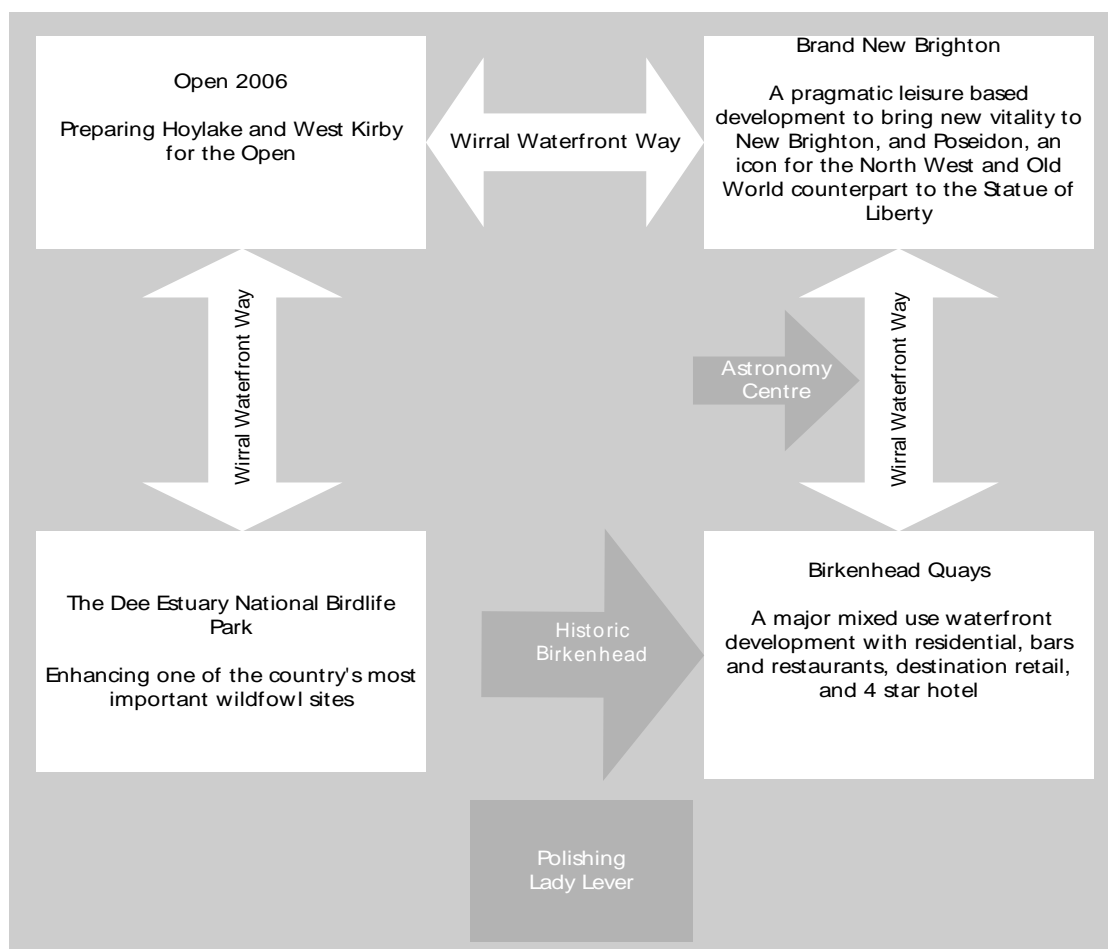 Open 2006
Preparing Hoylake and West Kirby
for the Open
Wirral Waterfront Way
Brand New Brighton
A pragmatic leisure based
development to bring new vitality to
New Brighton, and Poseidon, an
icon for the North West and Old
World counterpart to the Statue of
Liberty
Wirral Waterfront Way
Astronomy
Centre
Wirral Waterfront Way
The Dee Estuary National Birdlife
Park
Enhancing one of the country's most
important wildfowl sites
Historic
Birkenhead
Birkenhead Quays
A major mixed use waterfront
development with residential, bars
and restaurants, destination retail,
and 4 star hotel
Polishing
Lady Lever